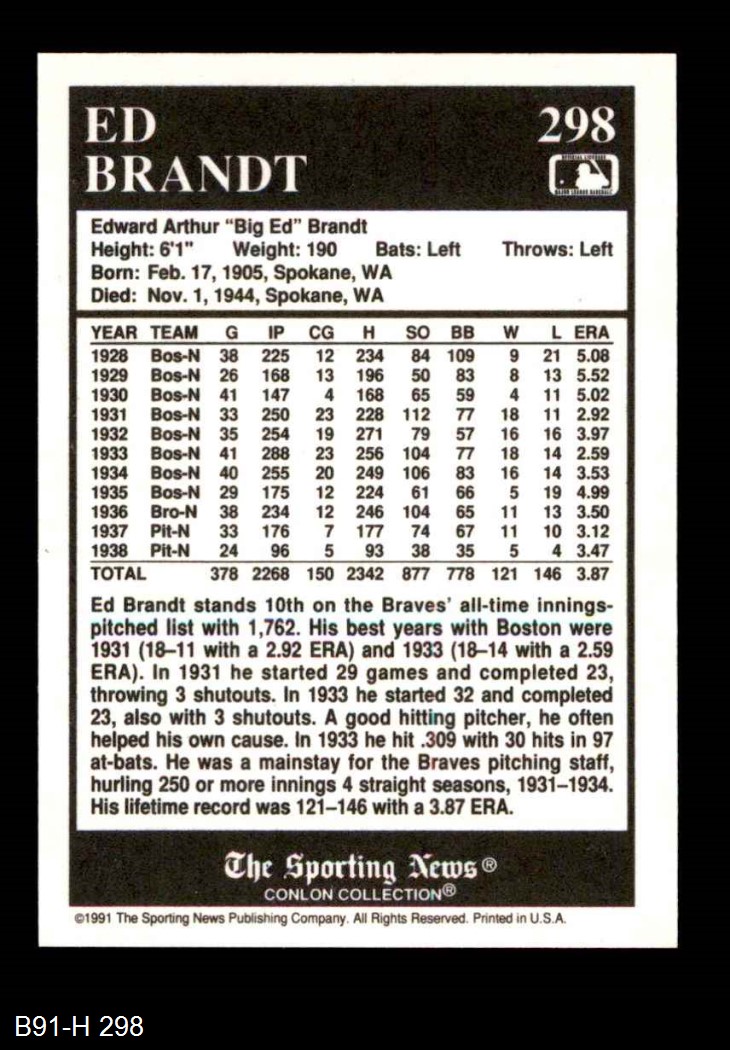 ED
BRANDT
298
OFFICIAL LICENSEE
MAJOR LEAGUE BASEBALL
Edward Arthur “Big Ed” Brandt
Height: 6'1" Weight: 190 Bats: Left Throws: Left
Born: Feb. 17, 1905, Spokane, WA
Died: Nov. 1, 1944, Spokane, WA
YEAR TEAM G IP CG H SO BB W L ERA
1928 Bos-N 38 225 12 234 84 109 9 21 5.08
1929 Bos-N 26 168 13 196 50 83 8 13 5.52
1930 Bos-N 41 147 4 168 65 59 4 11 5.02
1931 Bos-N 33 250 23 228 112 77 18 11 2.92
1932 Bos-N 35 254 19 271 79 57 16 16 3.97
1933 Bos-N 41 288 23 256 104 77 18 14 2.59
1934 Bos-N 40 255 20 249 106 83 16 14 3.53
1935 Bos-N 29 175 12 224 61 66 5 19 4.99
1936 Bro-N 38 234 12 246 104 65 11 13 3.50
1937 Pit-N 33 176 7 177 74 67 11 10 3.12
1938 Pit-N 24 96 5 93 38 35 5 4 3.47
TOTAL 378 2268 150 2342 877 778 121 146 3.87
Ed Brandt stands 10th on the Braves’ all-time innings-
pitched list with 1,762. His best years with Boston were
1931 (18–11 with a 2.92 ERA) and 1933 (18–14 with a 2.59
ERA). In 1931 he started 29 games and completed 23,
throwing 3 shutouts. In 1933 he started 32 and completed
23, also with 3 shutouts. A good hitting pitcher, he often
helped his own cause. In 1933 he hit .309 with 30 hits in 97
at-bats. He was a mainstay for the Braves pitching staff,
hurling 250 or more innings 4 straight seasons, 1931–1934.
His lifetime record was 121–146 with a 3.87 ERA.
The Sporting News®
CONLON COLLECTION®
©1991 The Sporting News Publishing Company. All Rights Reserved. Printed in U.S.A.
B91-H 298